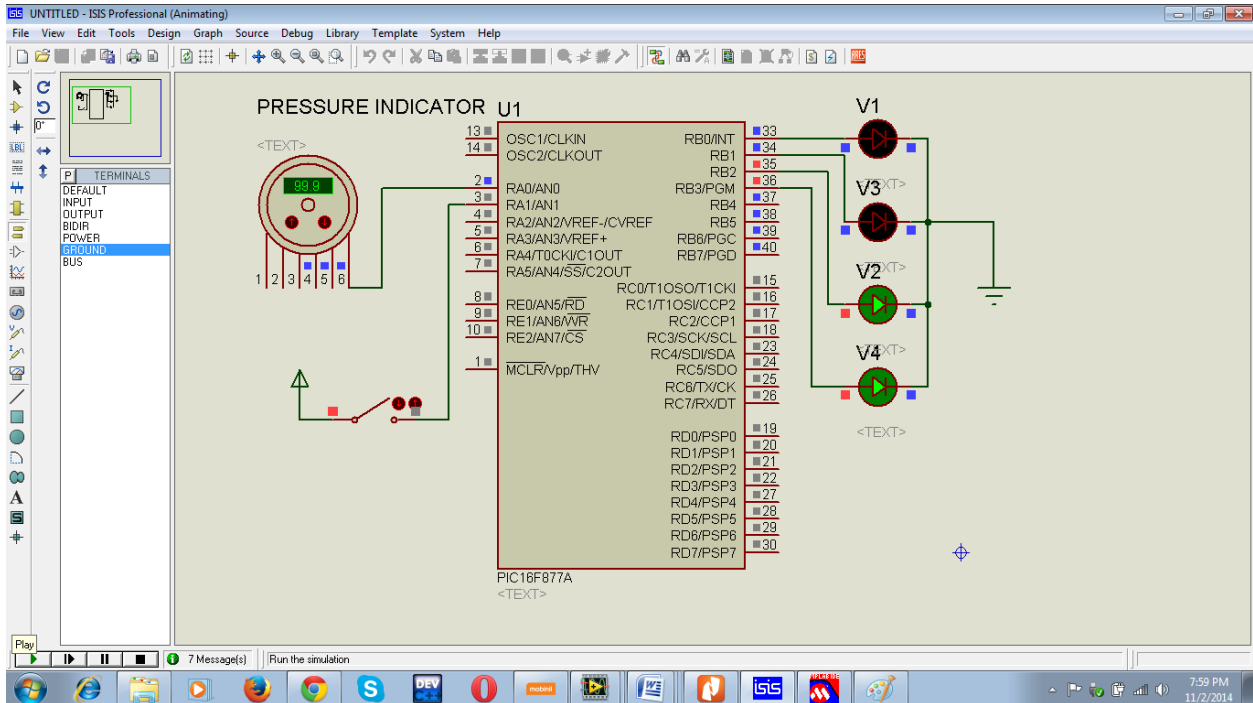 UNTITLED - ISIS Professional (Animating)
File View Edit Tools Design Graph Source Debug Library Template System Help
0°
LBL
P TERMINALS
DEFAULT
INPUT
OUTPUT
BIDIR
POWER
GROUND
BUS
A
S
PRESSURE INDICATOR
<TEXT>
99.9
1 2 3 4 5 6
U1
13 OSC1/CLKIN
14 OSC2/CLKOUT
2 RA0/AN0
3 RA1/AN1
4 RA2/AN2/VREF-/CVREF
5 RA3/AN3/VREF+
6 RA4/T0CKI/C1OUT
7 RA5/AN4/SS/C2OUT
8 RE0/AN5/RD
9 RE1/AN6/WR
10 RE2/AN7/CS
1 MCLR/Vpp/THV
RB0/INT 33
RB1 34
RB2 35
RB3/PGM 36
RB4 37
RB5 38
RB6/PGC 39
RB7/PGD 40
RC0/T1OSO/T1CKI 15
RC1/T1OSI/CCP2 16
RC2/CCP1 17
RC3/SCK/SCL 18
RC4/SDI/SDA 23
RC5/SDO 24
RC6/TX/CK 25
RC7/RX/DT 26
RD0/PSP0 19
RD1/PSP1 20
RD2/PSP2 21
RD3/PSP3 22
RD4/PSP4 27
RD5/PSP5 28
RD6/PSP6 29
RD7/PSP7 30
PIC16F877A
<TEXT>
V1
V3
V2
V4
<TEXT>
Play
7 Message(s)
Run the simulation
DEV
C++
mobinil
isis
MPLAB IDE
7:59 PM
11/2/2014